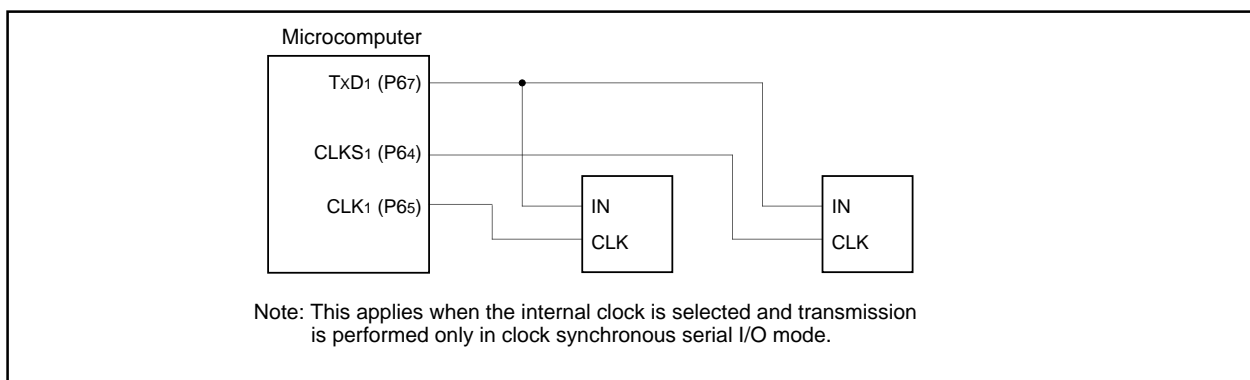 Microcomputer
TXD1 (P67)
CLKS1 (P64)
CLK1 (P65)
IN
CLK
IN
CLK
Note: This applies when the internal clock is selected and transmission
is performed only in clock synchronous serial I/O mode.